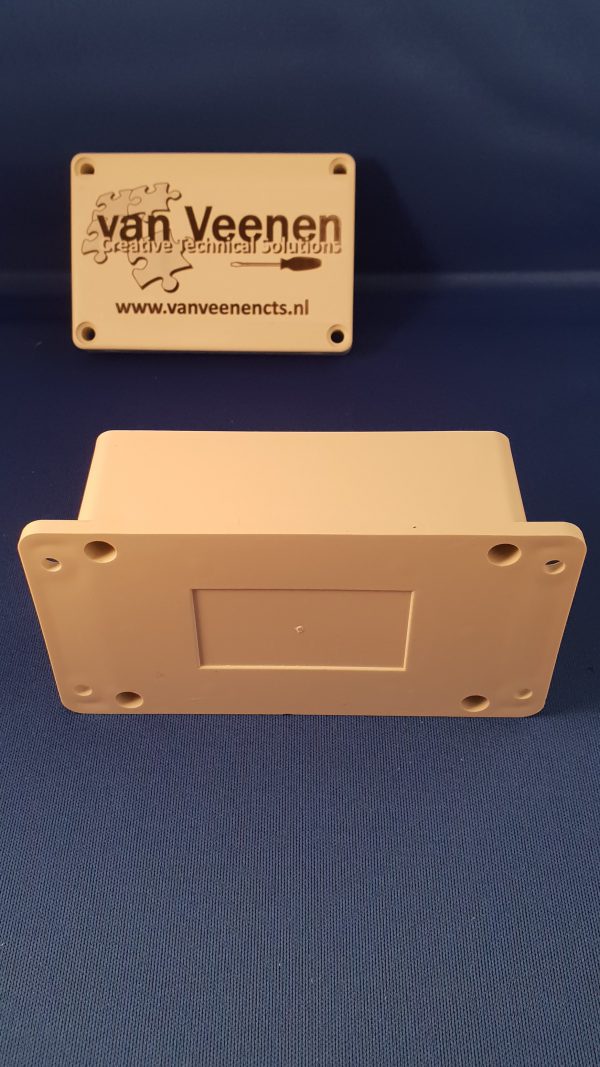 van Veenen
Creative Technical Solutions
www.vanveenencts.nl